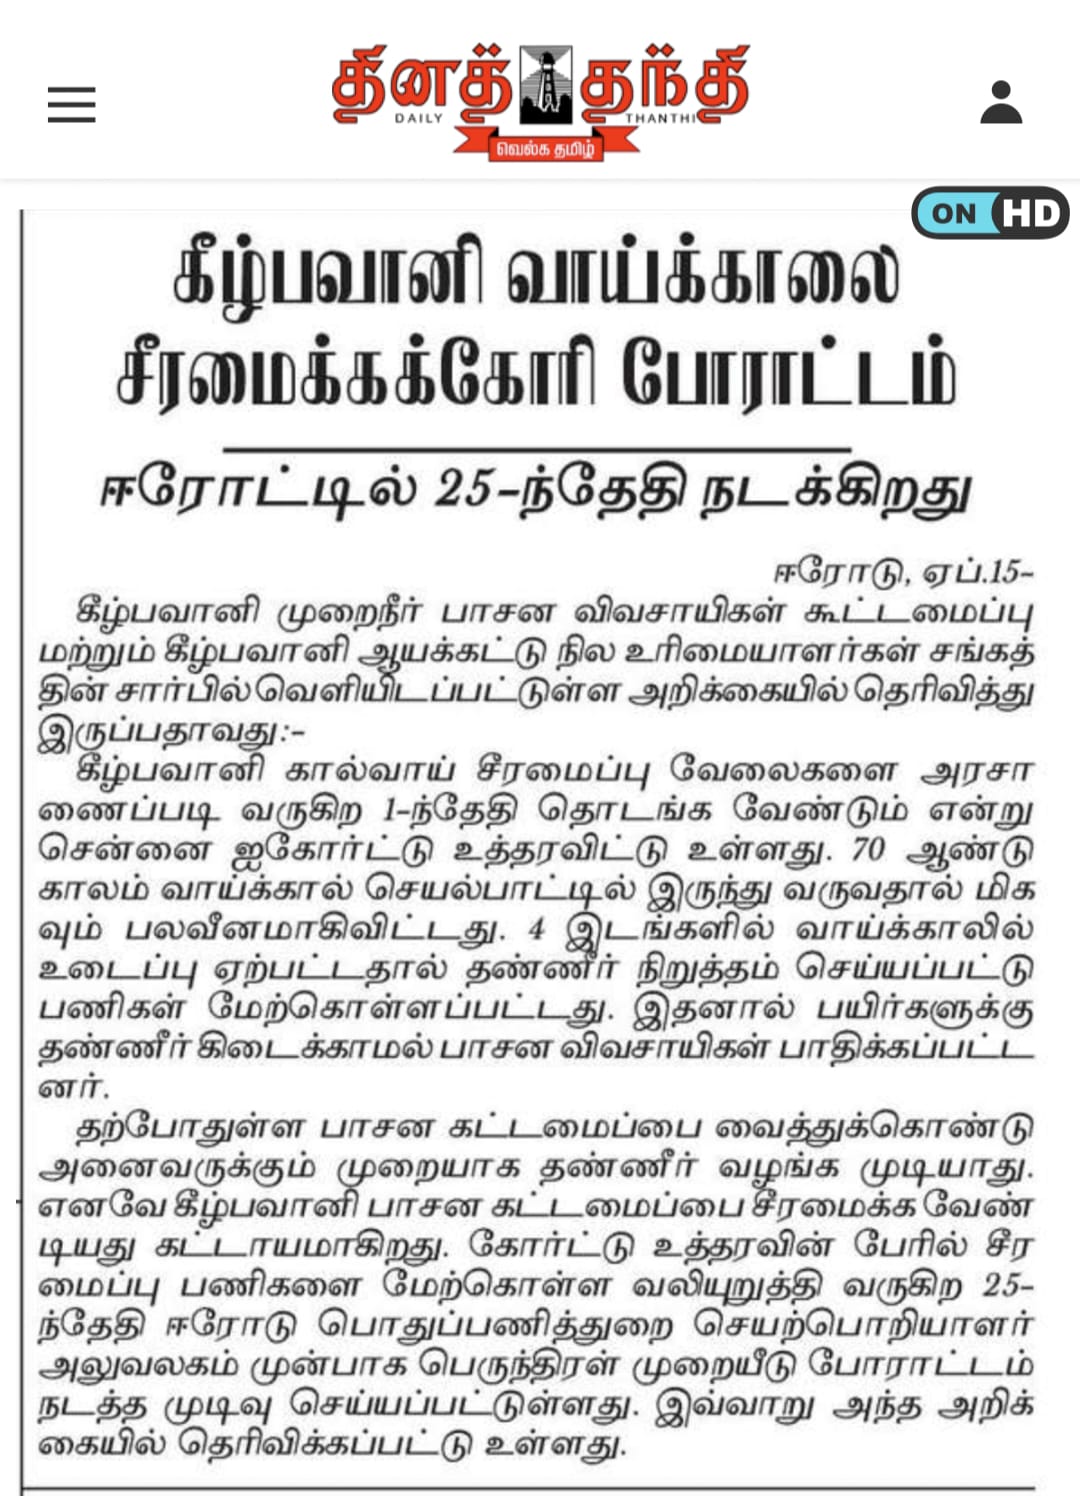 தினத் தந்தி
DAILY THANTHI
வெல்க தமிழ்
ON HD
கீழ்பவானி வாய்க்காலை
சீரமைக்கக்கோரி போராட்டம்
ஈரோட்டில் 25-ந்தேதி நடக்கிறது
ஈரோடு, ஏப்.15-
கீழ்பவானி முறைநீர் பாசன விவசாயிகள் கூட்டமைப்பு
மற்றும் கீழ்பவானி ஆயக்கட்டு நில உரிமையாளர்கள் சங்கத்
தின் சார்பில் வெளியிடப்பட்டுள்ள அறிக்கையில் தெரிவித்து
இருப்பதாவது:-
கீழ்பவானி கால்வாய் சீரமைப்பு வேலைகளை அரசா
ணைப்படி வருகிற 1-ந்தேதி தொடங்க வேண்டும் என்று
சென்னை ஐகோர்ட்டு உத்தரவிட்டு உள்ளது. 70 ஆண்டு
காலம் வாய்க்கால் செயல்பாட்டில் இருந்து வருவதால் மிக
வும் பலவீனமாகிவிட்டது. 4 இடங்களில் வாய்க்காலில்
உடைப்பு ஏற்பட்டதால் தண்ணீர் நிறுத்தம் செய்யப்பட்டு
பணிகள் மேற்கொள்ளப்பட்டது. இதனால் பயிர்களுக்கு
தண்ணீர் கிடைக்காமல் பாசன விவசாயிகள் பாதிக்கப்பட்ட
னர்.
தற்போதுள்ள பாசன கட்டமைப்பை வைத்துக்கொண்டு
அனைவருக்கும் முறையாக தண்ணீர் வழங்க முடியாது.
எனவே கீழ்பவானி பாசன கட்டமைப்பை சீரமைக்க வேண்
டியது கட்டாயமாகிறது. கோர்ட்டு உத்தரவின் பேரில் சீர
மைப்பு பணிகளை மேற்கொள்ள வலியுறுத்தி வருகிற 25-
ந்தேதி ஈரோடு பொதுப்பணித்துறை செயற்பொறியாளர்
அலுவலகம் முன்பாக பெருந்திரள் முறையீடு போராட்டம்
நடத்த முடிவு செய்யப்பட்டுள்ளது. இவ்வாறு அந்த அறிக்
கையில் தெரிவிக்கப்பட்டு உள்ளது.